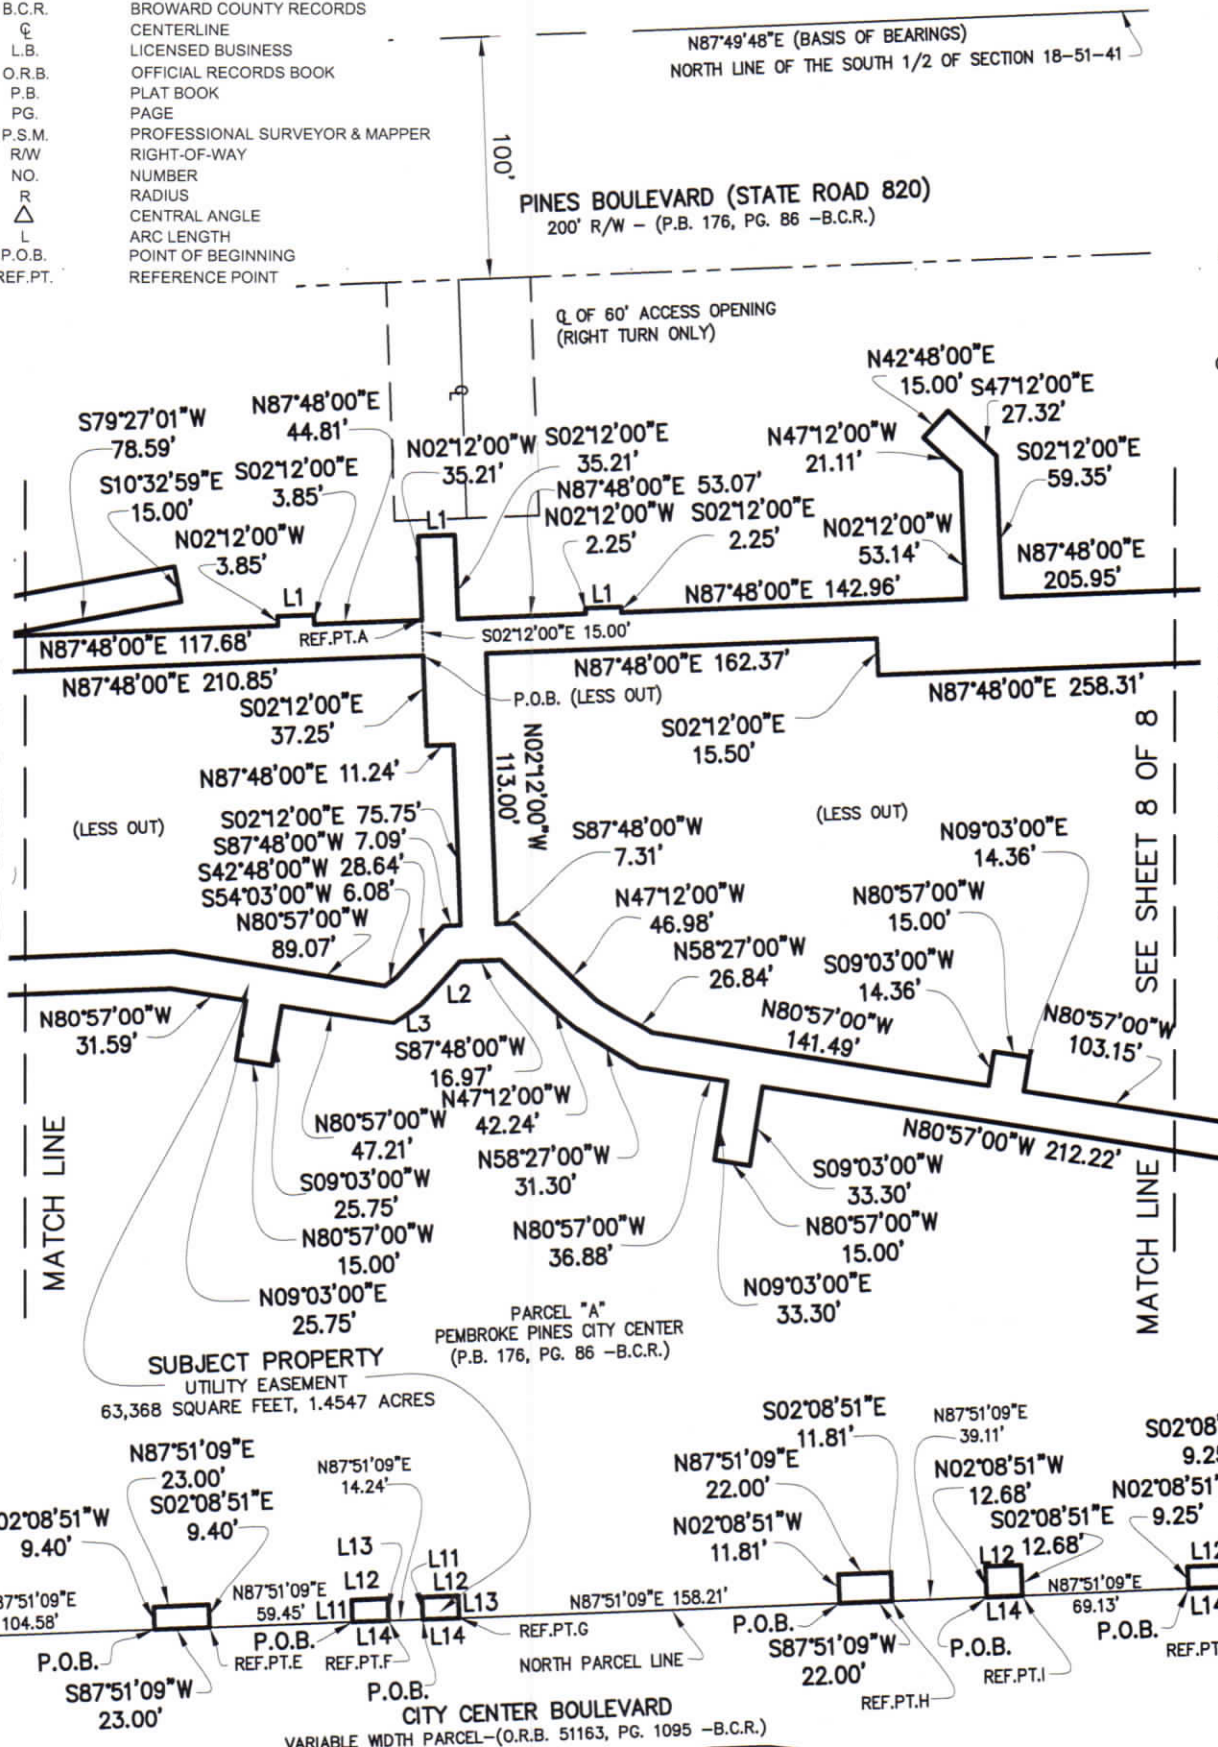 B.C.R. BROWARD COUNTY RECORDS
℄ CENTERLINE
L.B. LICENSED BUSINESS
O.R.B. OFFICIAL RECORDS BOOK
P.B. PLAT BOOK
PG. PAGE
P.S.M. PROFESSIONAL SURVEYOR & MAPPER
R/W RIGHT-OF-WAY
NO. NUMBER
R RADIUS
△ CENTRAL ANGLE
L ARC LENGTH
P.O.B. POINT OF BEGINNING
REF.PT. REFERENCE POINT
N87°49'48"E (BASIS OF BEARINGS)
NORTH LINE OF THE SOUTH 1/2 OF SECTION 18-51-41
100'
PINES BOULEVARD (STATE ROAD 820)
200' R/W - (P.B. 176, PG. 86 -B.C.R.)
℄ OF 60' ACCESS OPENING
(RIGHT TURN ONLY)
℄
S79°27'01"W
78.59'
N87°48'00"E
44.81'
S10°32'59"E
15.00'
S02°12'00"E
3.85'
N02°12'00"W
3.85'
N02°12'00"W
35.21'
S02°12'00"E
35.21'
N87°48'00"E 53.07'
N02°12'00"W
2.25'
S02°12'00"E
2.25'
N42°48'00"E
15.00'
S47°12'00"E
27.32'
N47°12'00"W
21.11'
S02°12'00"E
59.35'
N02°12'00"W
53.14'
N87°48'00"E
205.95'
L1
L1
L1
N87°48'00"E 142.96'
REF.PT.A
S02°12'00"E 15.00'
N87°48'00"E 117.68'
N87°48'00"E 210.85'
N87°48'00"E 162.37'
N87°48'00"E 258.31'
P.O.B. (LESS OUT)
S02°12'00"E
37.25'
S02°12'00"E
15.50'
N87°48'00"E 11.24'
N02°12'00"W
113.00'
(LESS OUT)
(LESS OUT)
S02°12'00"E 75.75'
S87°48'00"W 7.09'
S42°48'00"W 28.64'
S54°03'00"W 6.08'
N80°57'00"W
89.07'
S87°48'00"W
7.31'
N47°12'00"W
46.98'
N58°27'00"W
26.84'
N80°57'00"W
141.49'
N09°03'00"E
14.36'
N80°57'00"W
15.00'
S09°03'00"W
14.36'
N80°57'00"W
103.15'
SEE SHEET 8 OF 8
MATCH LINE
MATCH LINE
N80°57'00"W
31.59'
L2
L3
S87°48'00"W
16.97'
N47°12'00"W
42.24'
N58°27'00"W
31.30'
N80°57'00"W
36.88'
N80°57'00"W
47.21'
S09°03'00"W
25.75'
N80°57'00"W
15.00'
N09°03'00"E
25.75'
N80°57'00"W 212.22'
S09°03'00"W
33.30'
N80°57'00"W
15.00'
N09°03'00"E
33.30'
PARCEL "A"
PEMBROKE PINES CITY CENTER
(P.B. 176, PG. 86 -B.C.R.)
SUBJECT PROPERTY
UTILITY EASEMENT
63,368 SQUARE FEET, 1.4547 ACRES
N87°51'09"E
23.00'
S02°08'51"E
9.40'
02°08'51"W
9.40'
87°51'09"E
104.58'
N87°51'09"E
59.45'
N87°51'09"E
14.24'
L13
L12
L11
L14
L11
L12
L13
L14
P.O.B.
S87°51'09"W
23.00'
REF.PT.E
P.O.B.
REF.PT.F
P.O.B.
REF.PT.G
N87°51'09"E 158.21'
NORTH PARCEL LINE
S02°08'51"E
11.81'
N87°51'09"E
22.00'
N02°08'51"W
11.81'
P.O.B.
S87°51'09"W
22.00'
REF.PT.H
N87°51'09"E
39.11'
N02°08'51"W
12.68'
S02°08'51"E
12.68'
L12
L14
P.O.B.
REF.PT.I
N87°51'09"E
69.13'
S02°08'
9.25
N02°08'51"
9.25'
L12
L14
P.O.B.
REF.PT
CITY CENTER BOULEVARD
VARIABLE WIDTH PARCEL-(O.R.B. 51163, PG. 1095 -B.C.R.)